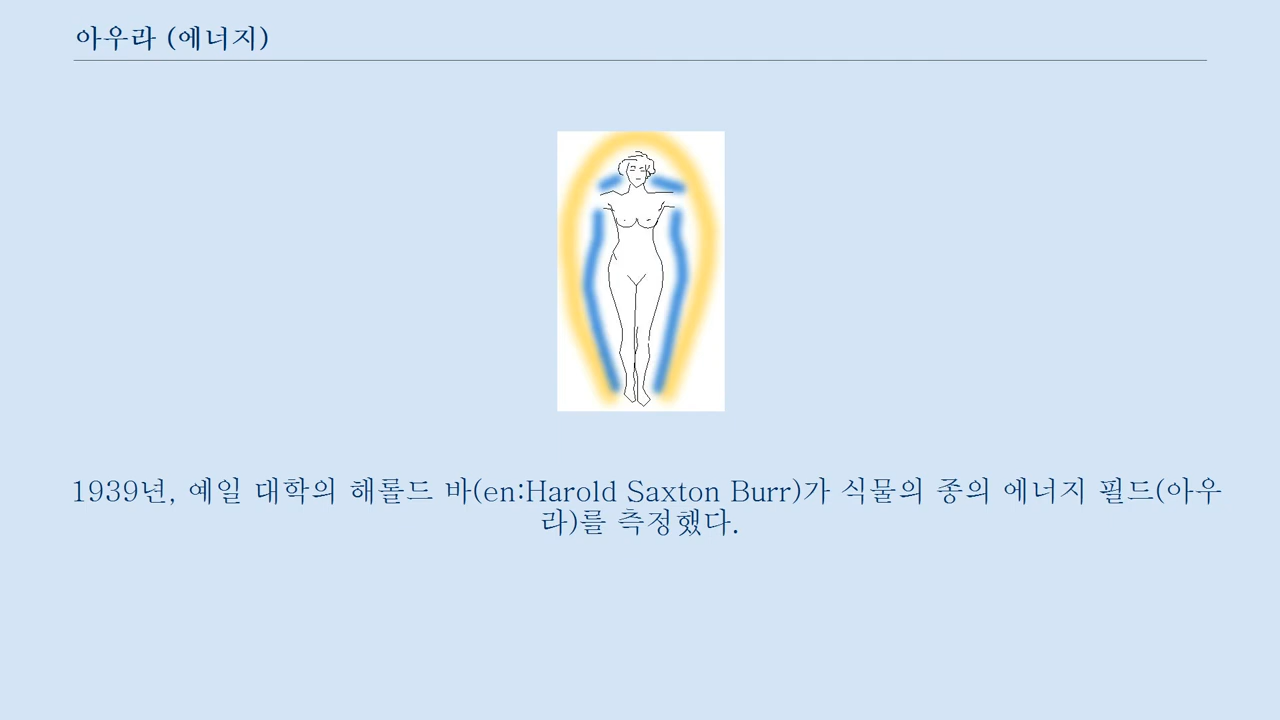 아우라 (에너지)
1939년, 예일 대학의 해롤드 바(en:Harold Saxton Burr)가 식물의 종의 에너지 필드(아우
라)를 측정했다.